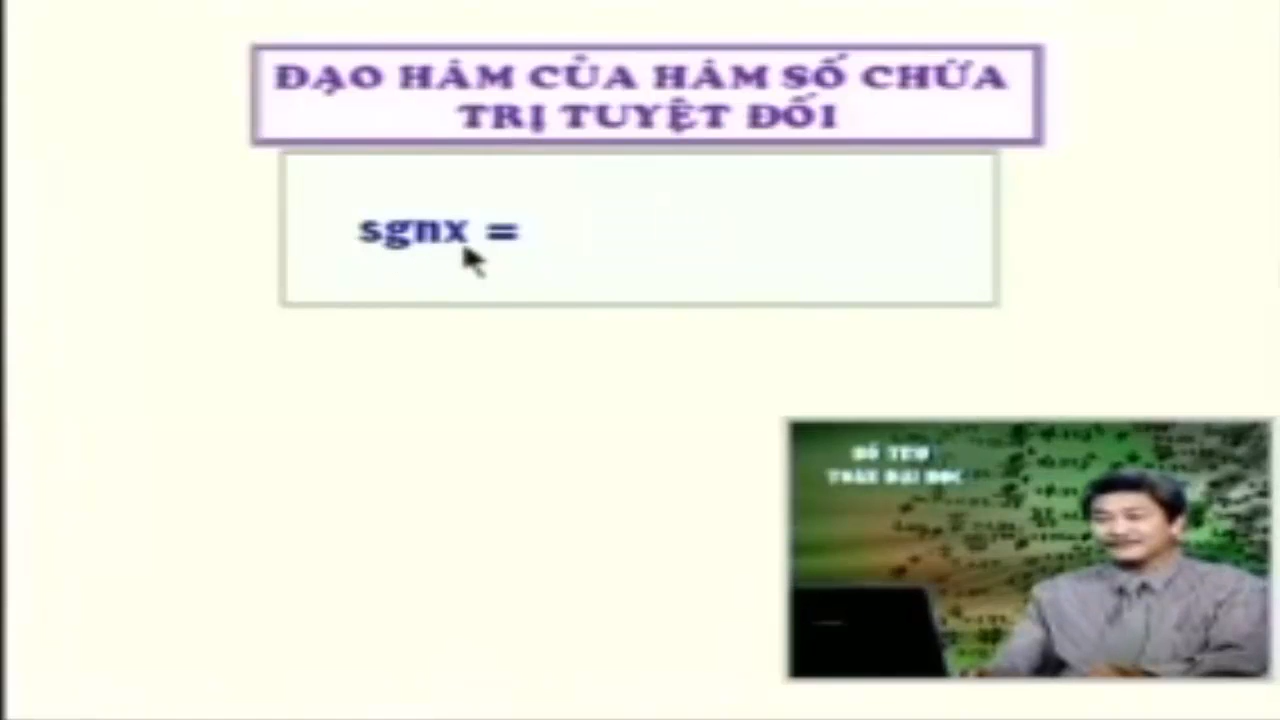 ĐẠO HÀM CỦA HÀM SỐ CHỨA
TRỊ TUYỆT ĐỐI
sgnx =